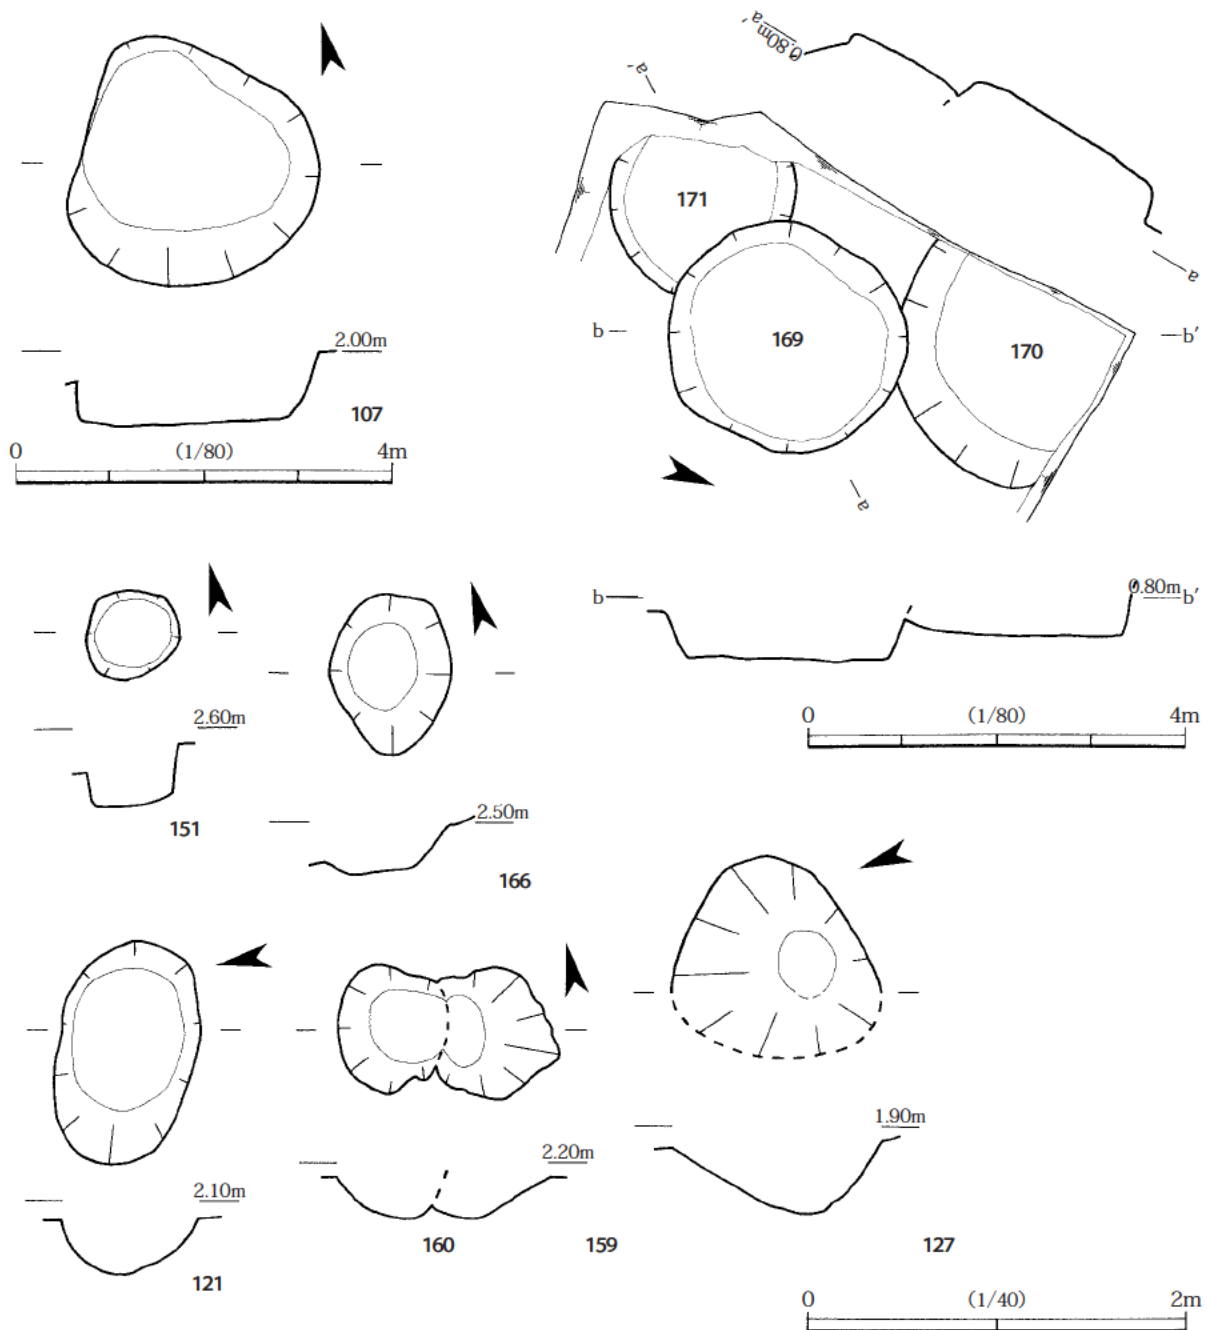 2.00m
107
0 (1/80) 4m
0.80m a'
a'
171
169
170
b
b'
a
a
b
0.80m b'
0 (1/80) 4m
2.60m
151
2.50m
166
2.10m
121
2.20m
160 159
1.90m
127
0 (1/40) 2m